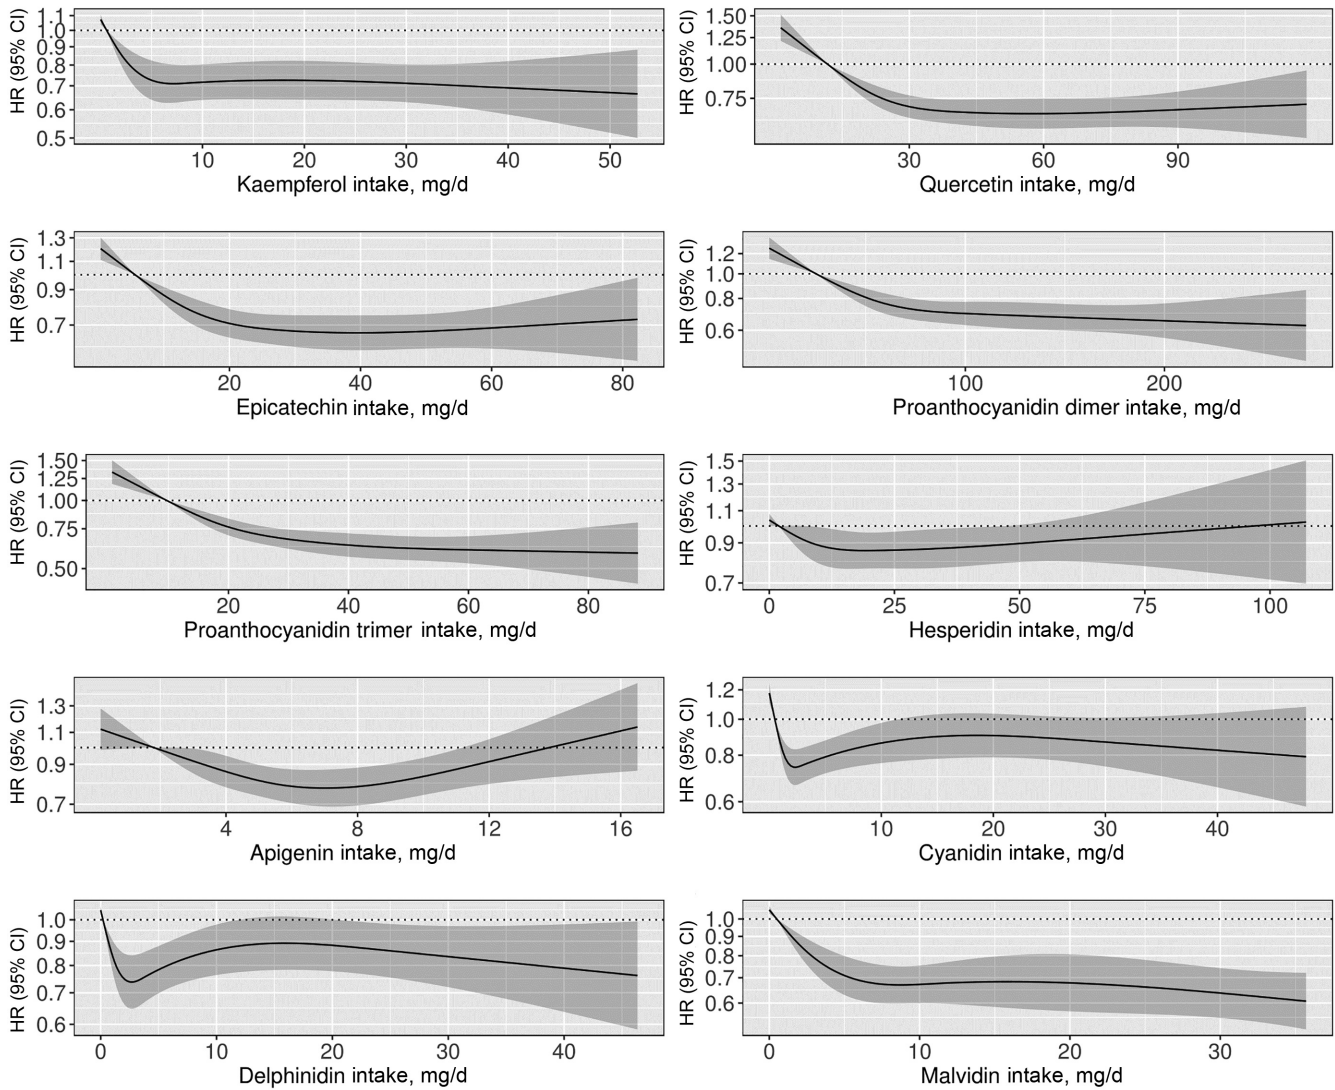 HR (95% CI)
1.1
1.0
0.9
0.8
0.7
0.6
0.5
10 20 30 40 50
Kaempferol intake, mg/d
HR (95% CI)
1.50
1.25
1.00
0.75
30 60 90
Quercetin intake, mg/d
HR (95% CI)
1.3
1.1
0.9
0.7
20 40 60 80
Epicatechin intake, mg/d
HR (95% CI)
1.2
1.0
0.8
0.6
100 200
Proanthocyanidin dimer intake, mg/d
HR (95% CI)
1.50
1.25
1.00
0.75
0.50
20 40 60 80
Proanthocyanidin trimer intake, mg/d
HR (95% CI)
1.5
1.3
1.1
0.9
0.7
0 25 50 75 100
Hesperidin intake, mg/d
HR (95% CI)
1.3
1.1
0.9
0.7
4 8 12 16
Apigenin intake, mg/d
HR (95% CI)
1.2
1.0
0.8
0.6
10 20 30 40
Cyanidin intake, mg/d
HR (95% CI)
1.0
0.9
0.8
0.7
0.6
0 10 20 30 40
Delphinidin intake, mg/d
HR (95% CI)
1.0
0.9
0.8
0.7
0.6
0 10 20 30
Malvidin intake, mg/d